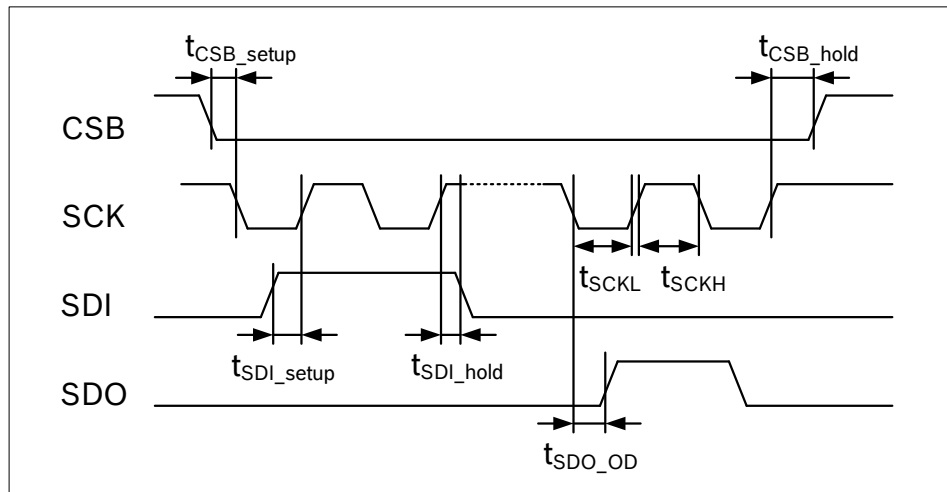 tCSB_setup
tCSB_hold
CSB
SCK
tSCKL
tSCKH
SDI
tSDI_setup
tSDI_hold
SDO
tSDO_OD